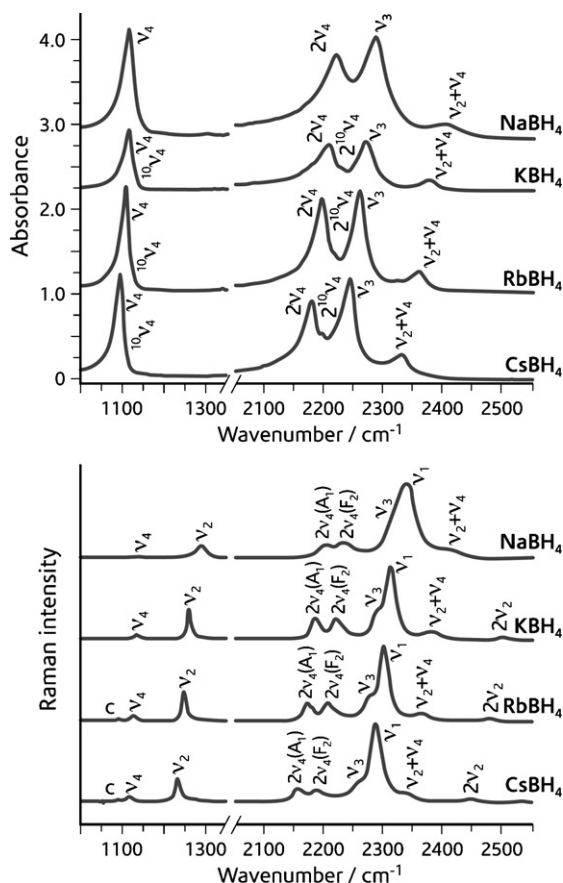 4.0
3.0
2.0
1.0
0
Absorbance
ν₄
2ν₄
ν₃
ν₂+ν₄
NaBH₄
ν₄
¹⁰ν₄
2ν₄
2¹⁰ν₄
ν₃
ν₂+ν₄
KBH₄
ν₄
¹⁰ν₄
2ν₄
2¹⁰ν₄
ν₃
ν₂+ν₄
RbBH₄
ν₄
¹⁰ν₄
2ν₄
2¹⁰ν₄
ν₃
ν₂+ν₄
CsBH₄
1100 1300 2100 2200 2300 2400 2500
Wavenumber / cm⁻¹
Raman intensity
ν₄
ν₂
2ν₄(A₁)
2ν₄(F₂)
ν₃
ν₁
ν₂+ν₄
NaBH₄
ν₄
ν₂
2ν₄(A₁)
2ν₄(F₂)
ν₃
ν₁
ν₂+ν₄
2ν₂
KBH₄
c
ν₄
ν₂
2ν₄(A₁)
2ν₄(F₂)
ν₃
ν₁
ν₂+ν₄
2ν₂
RbBH₄
c
ν₄
ν₂
2ν₄(A₁)
2ν₄(F₂)
ν₃
ν₁
ν₂+ν₄
2ν₂
CsBH₄
1100 1300 2100 2200 2300 2400 2500
Wavenumber / cm⁻¹